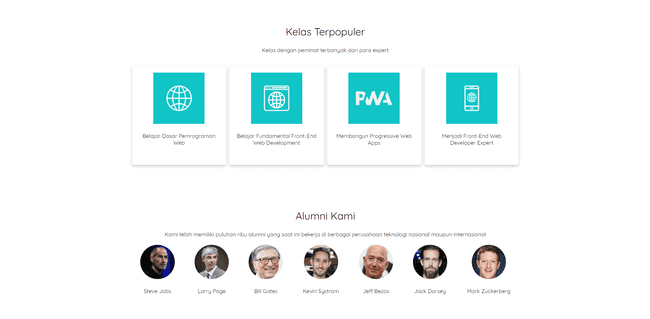 Kelas Terpopuler
Kelas dengan peminat terbanyak dari para expert
PWA
Belajar Dasar Pemrograman
Web
Belajar Fundamental Front-End
Web Development
Membangun Progressive Web
Apps
Menjadi Front-End Web
Developer Expert
Alumni Kami
Kami telah memiliki puluhan ribu alumni yang saat ini bekerja di berbagai perusahaan teknologi nasional maupun internasional
Steve Jobs
Larry Page
Bill Gates
Kevin Systrom
Jeff Bezos
Jack Dorsey
Mark Zuckerberg